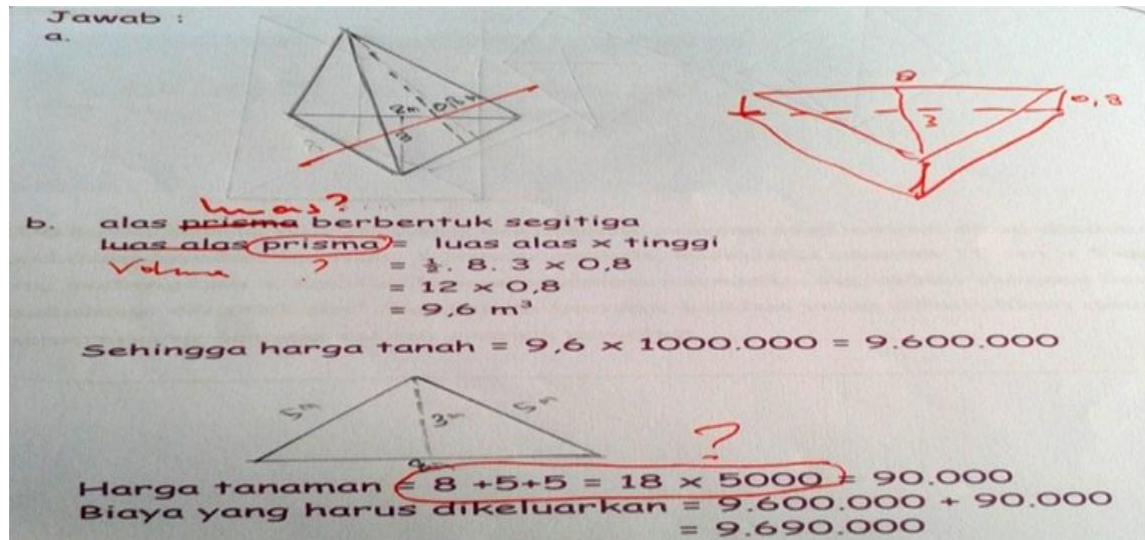 Jawab :
a.
8
0,8
2m 0,8m
3
3m
luas?
b. alas prisma berbentuk segitiga
luas alas prisma = luas alas x tinggi
Volume ?
= ½. 8. 3 x 0,8
= 12 x 0,8
= 9,6 m³
Sehingga harga tanah = 9,6 x 1000.000 = 9.600.000
5m 3m 5m
?
Harga tanaman = 8 +5+5 = 18 x 5000 = 90.000
Biaya yang harus dikeluarkan = 9.600.000 + 90.000
= 9.690.000